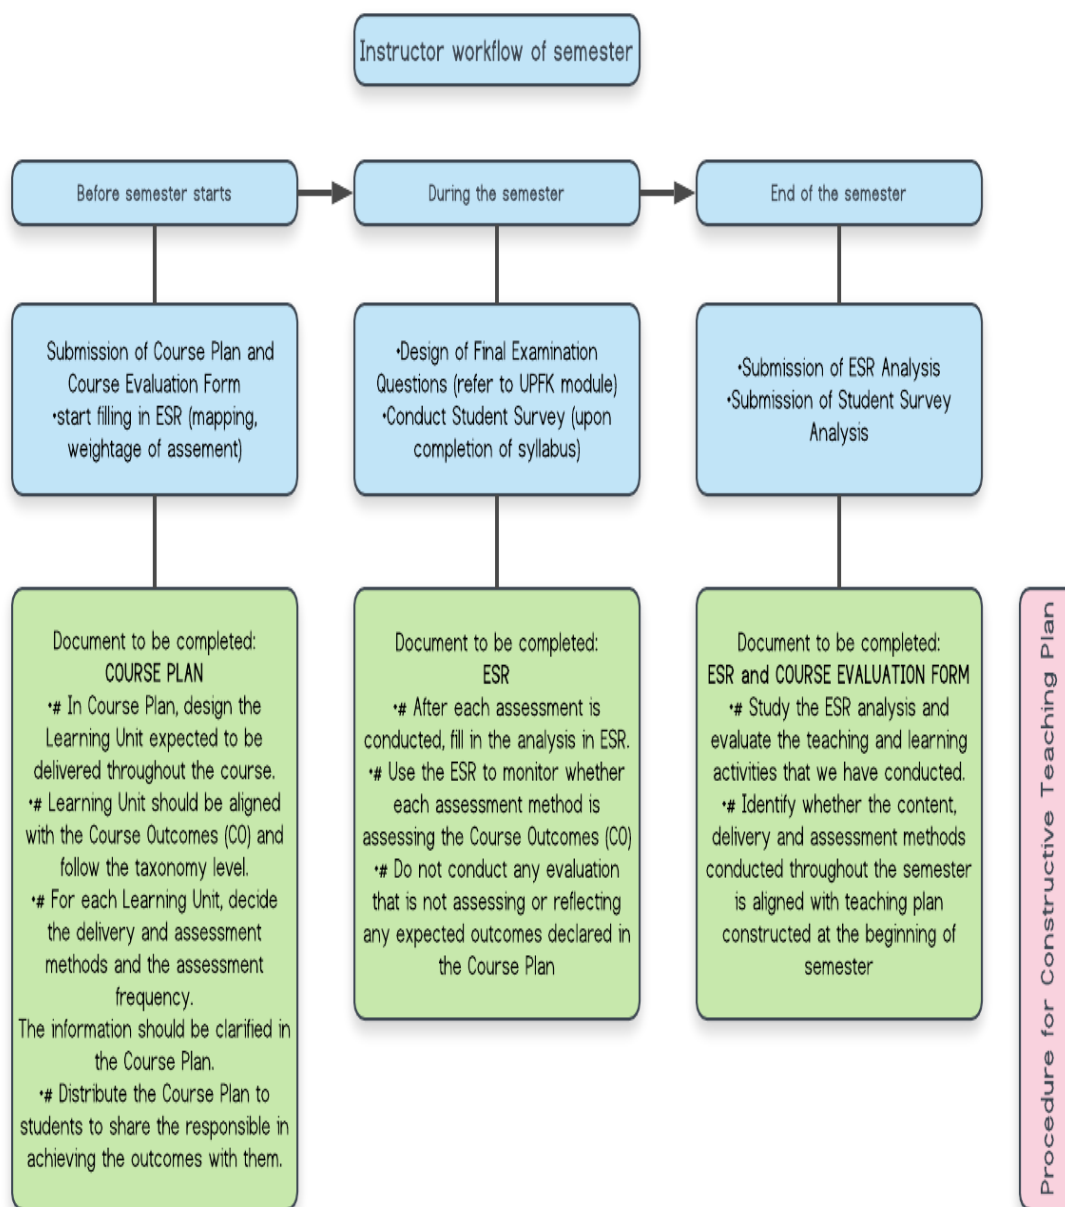 Instructor workflow of semester
Before semester starts
During the semester
End of the semester
Submission of Course Plan and
Course Evaluation Form
•start filling in ESR (mapping,
weightage of assement)
•Design of Final Examination
Questions (refer to UPFK module)
•Conduct Student Survey (upon
completion of syllabus)
•Submission of ESR Analysis
•Submission of Student Survey
Analysis
Document to be completed:
COURSE PLAN
•# In Course Plan, design the
Learning Unit expected to be
delivered throughout the course.
•# Learning Unit should be aligned
with the Course Outcomes (CO) and
follow the taxonomy level.
•# For each Learning Unit, decide
the delivery and assessment
methods and the assessment
frequency.
The information should be clarified in
the Course Plan.
•# Distribute the Course Plan to
students to share the responsible in
achieving the outcomes with them.
Document to be completed:
ESR
•# After each assessment is
conducted, fill in the analysis in ESR.
•# Use the ESR to monitor whether
each assessment method is
assessing the Course Outcomes (CO)
•# Do not conduct any evaluation
that is not assessing or reflecting
any expected outcomes declared in
the Course Plan
Document to be completed:
ESR and COURSE EVALUATION FORM
•# Study the ESR analysis and
evaluate the teaching and learning
activities that we have conducted.
•# Identify whether the content,
delivery and assessment methods
conducted throughout the semester
is aligned with teaching plan
constructed at the beginning of
semester
Procedure for Constructive Teaching Plan